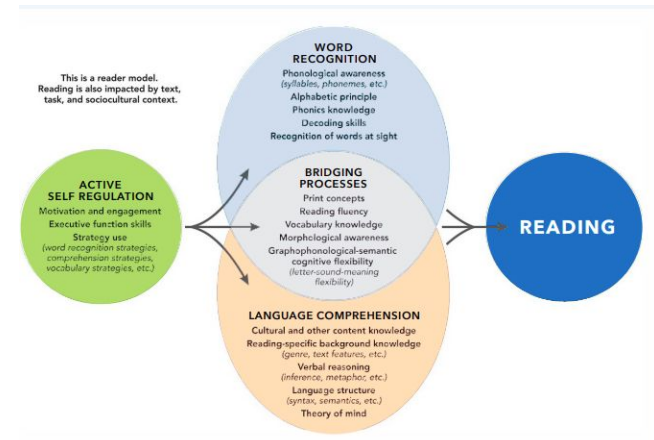 This is a reader model.
Reading is also impacted by text,
task, and sociocultural context.
WORD
RECOGNITION
Phonological awareness
(syllables, phonemes, etc.)
Alphabetic principle
Phonics knowledge
Decoding skills
Recognition of words at sight
ACTIVE
SELF REGULATION
Motivation and engagement
Executive function skills
Strategy use
(word recognition strategies,
comprehension strategies,
vocabulary strategies, etc.)
BRIDGING
PROCESSES
Print concepts
Reading fluency
Vocabulary knowledge
Morphological awareness
Graphophonological-semantic
cognitive flexibility
(letter-sound-meaning
flexibility)
READING
LANGUAGE COMPREHENSION
Cultural and other content knowledge
Reading-specific background knowledge
(genre, text features, etc.)
Verbal reasoning
(inference, metaphor, etc.)
Language structure
(syntax, semantics, etc.)
Theory of mind